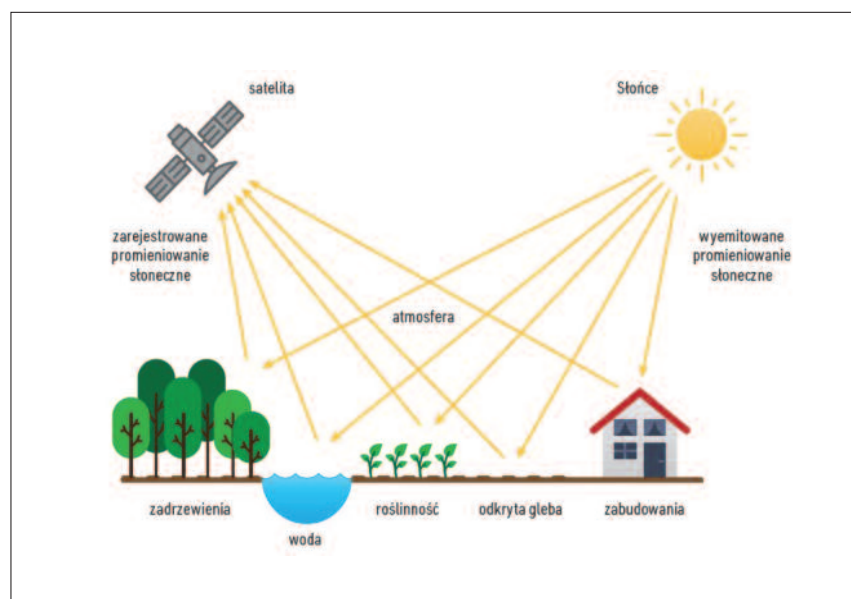 satelita
Słońce
zarejestrowane
promieniowanie
słoneczne
wyemitowane
promieniowanie
słoneczne
atmosfera
zadrzewienia
woda
roślinność
odkryta gleba
zabudowania